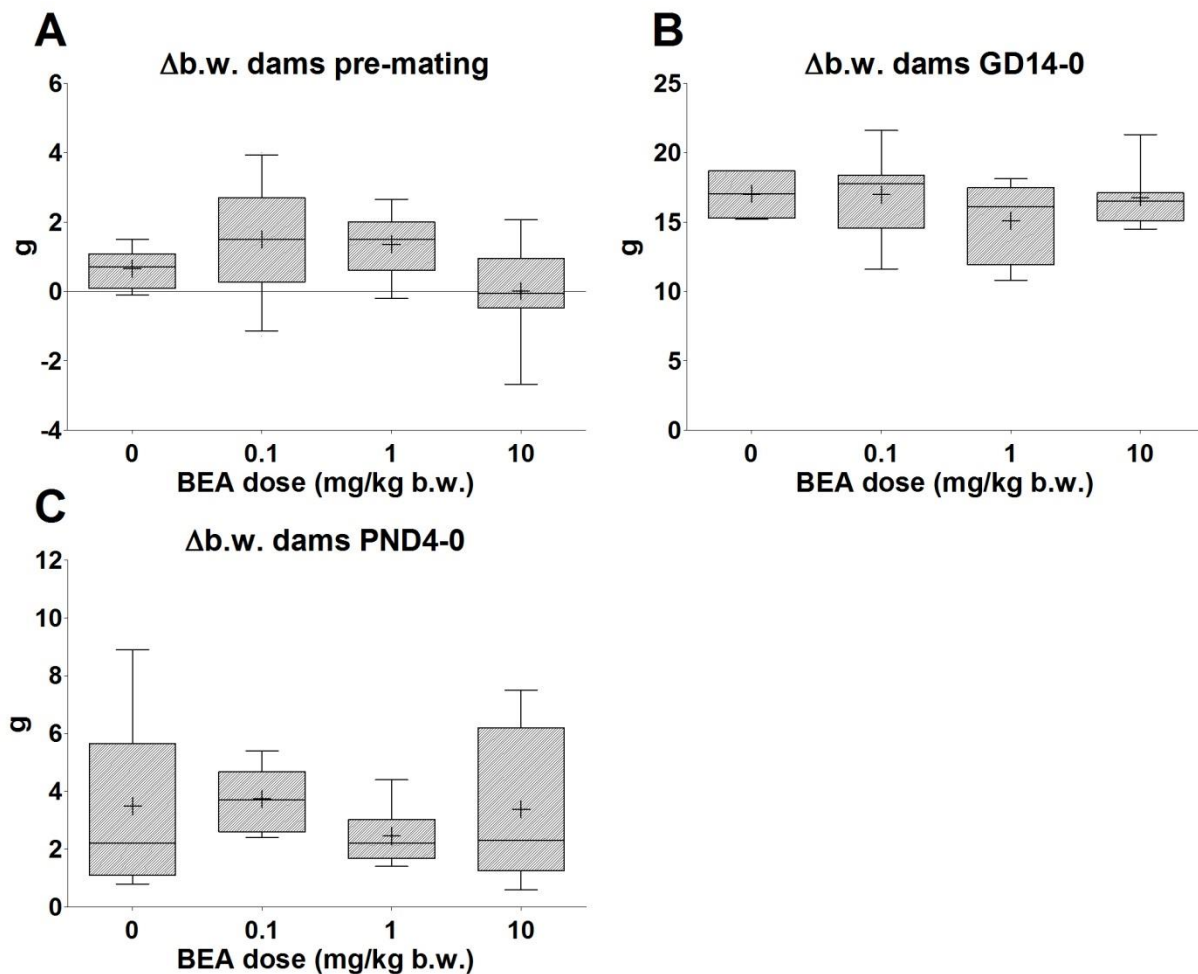 A
Δb.w. dams pre-mating
6
4
2
0
-2
-4
g
0 0.1 1 10
BEA dose (mg/kg b.w.)
B
Δb.w. dams GD14-0
25
20
15
10
5
0
g
0 0.1 1 10
BEA dose (mg/kg b.w.)
C
Δb.w. dams PND4-0
12
10
8
6
4
2
0
g
0 0.1 1 10
BEA dose (mg/kg b.w.)